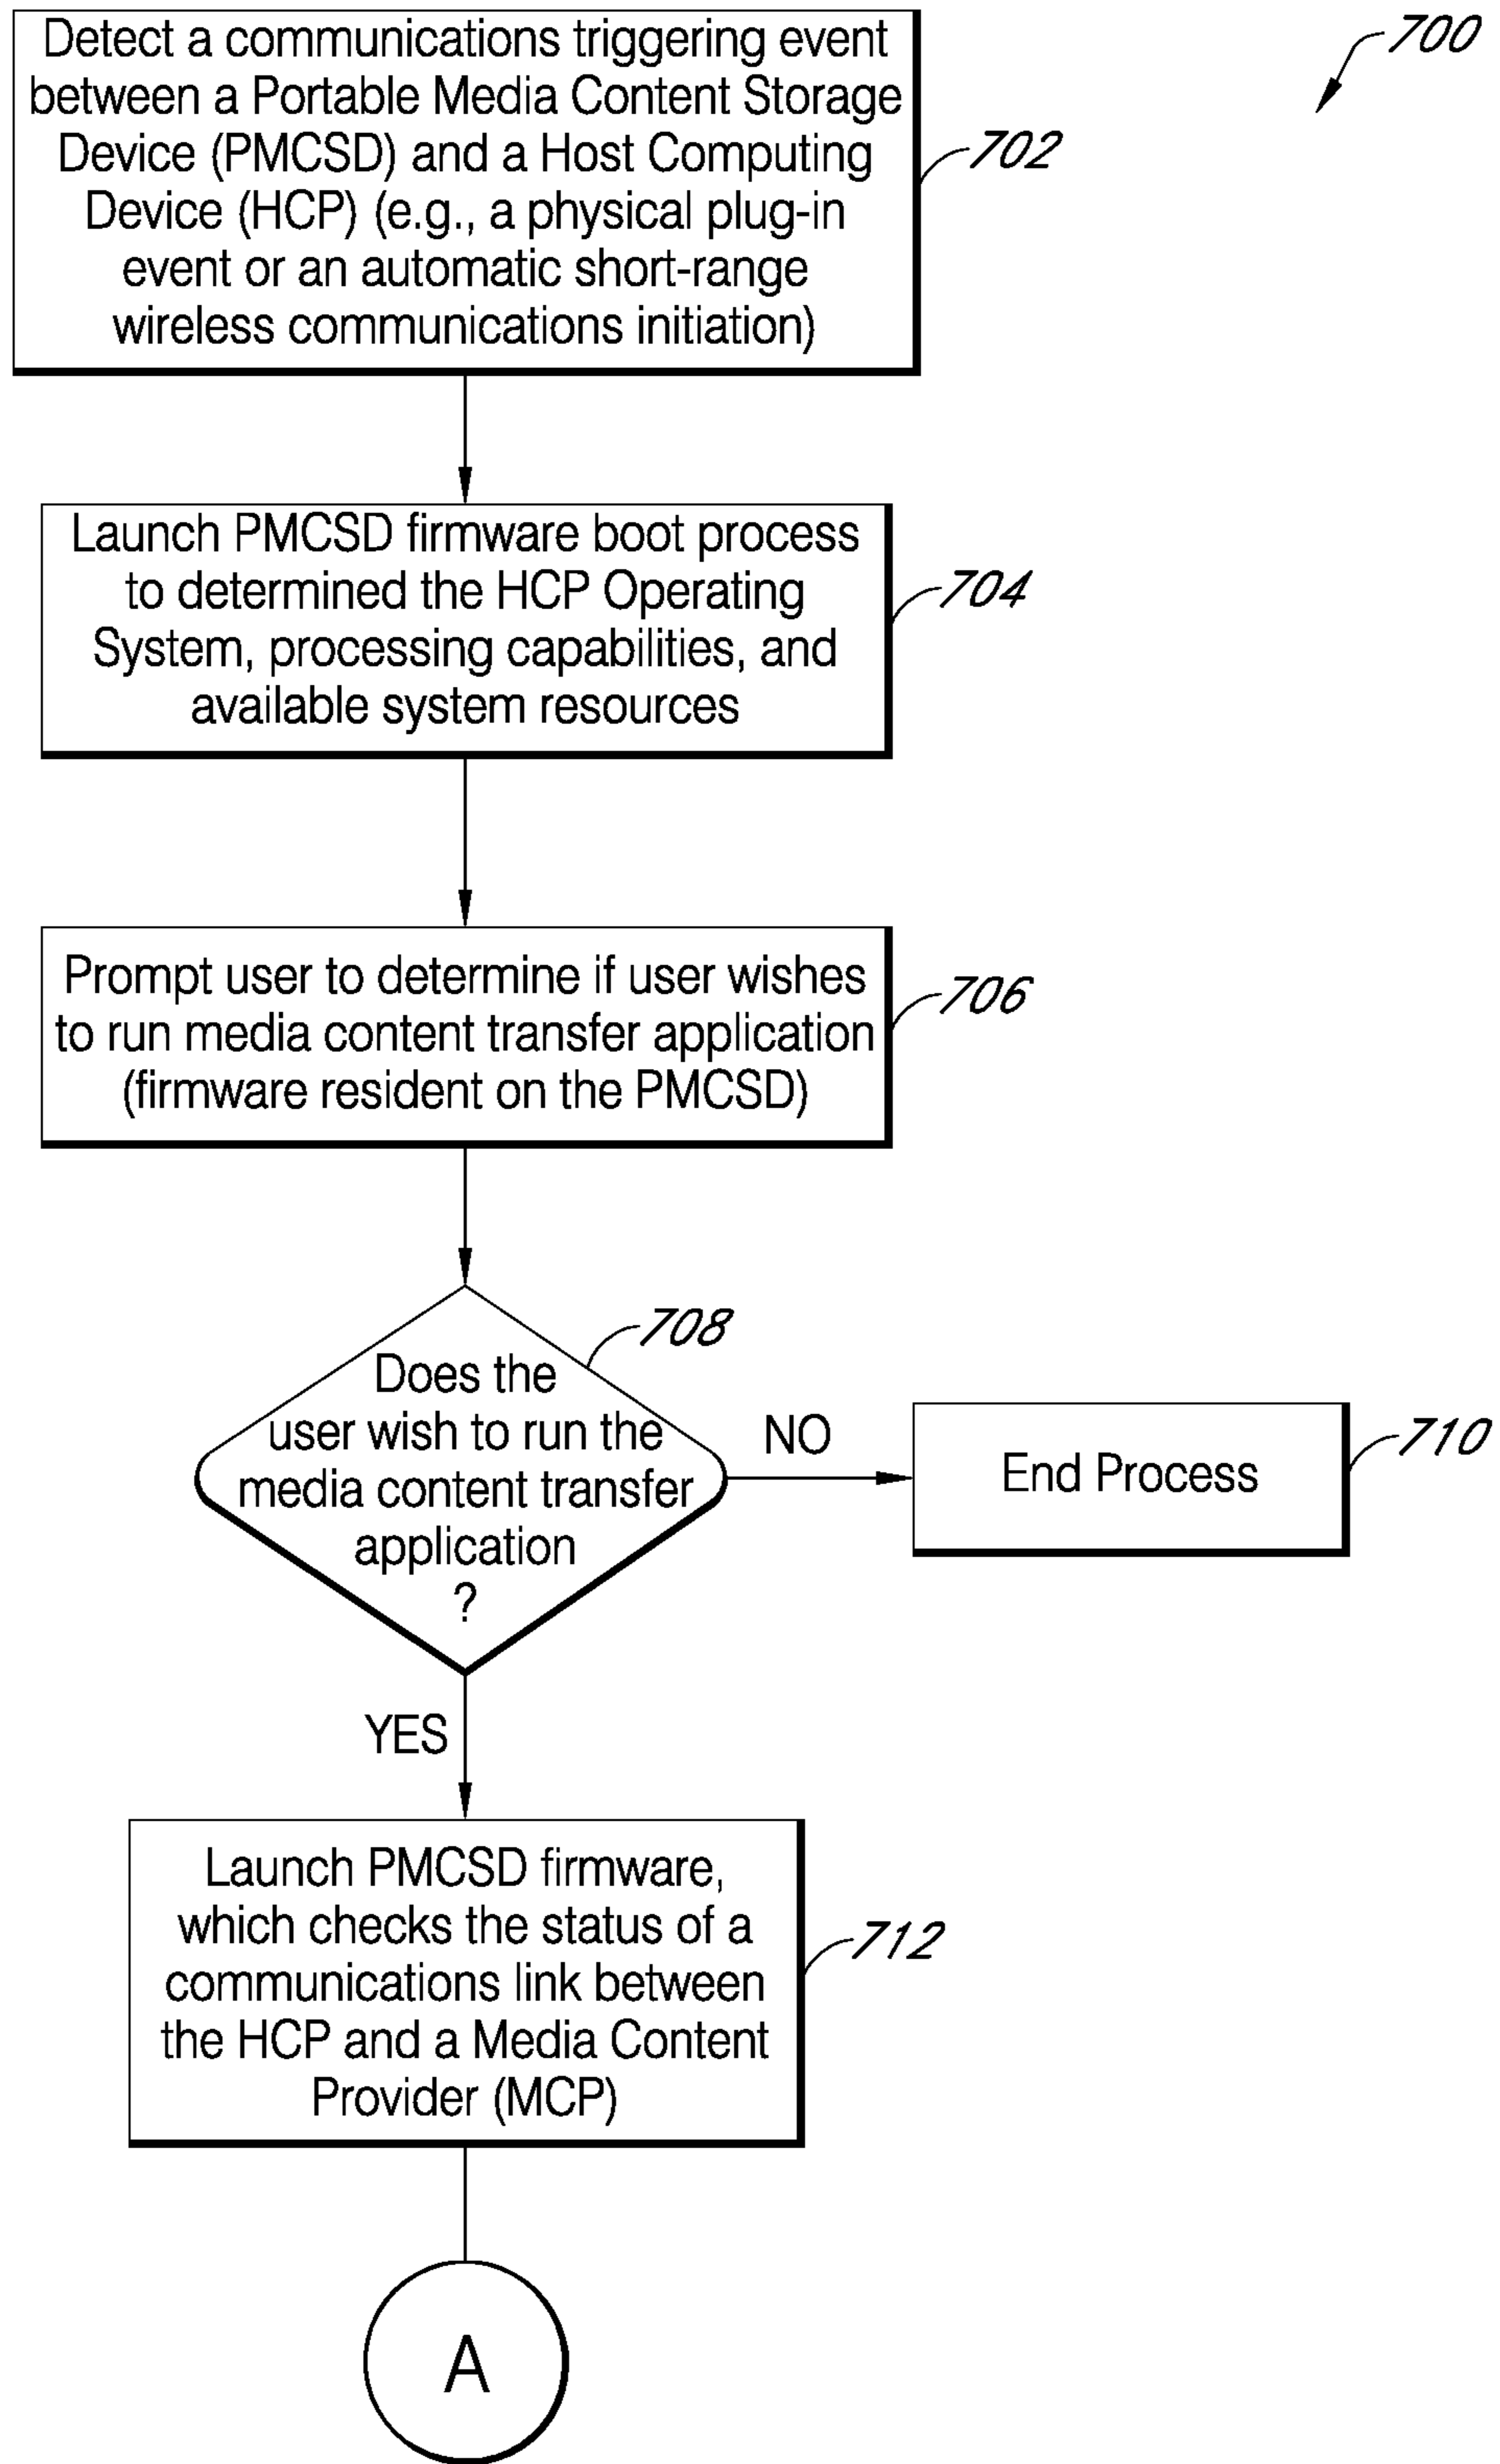 700
Detect a communications triggering event
between a Portable Media Content Storage
Device (PMCSD) and a Host Computing
Device (HCP) (e.g., a physical plug-in
event or an automatic short-range
wireless communications initiation)
702
Launch PMCSD firmware boot process
to determined the HCP Operating
System, processing capabilities, and
available system resources
704
Prompt user to determine if user wishes
to run media content transfer application
(firmware resident on the PMCSD)
706
Does the
user wish to run the
media content transfer
application
?
708
NO
End Process
710
YES
Launch PMCSD firmware,
which checks the status of a
communications link between
the HCP and a Media Content
Provider (MCP)
712
A